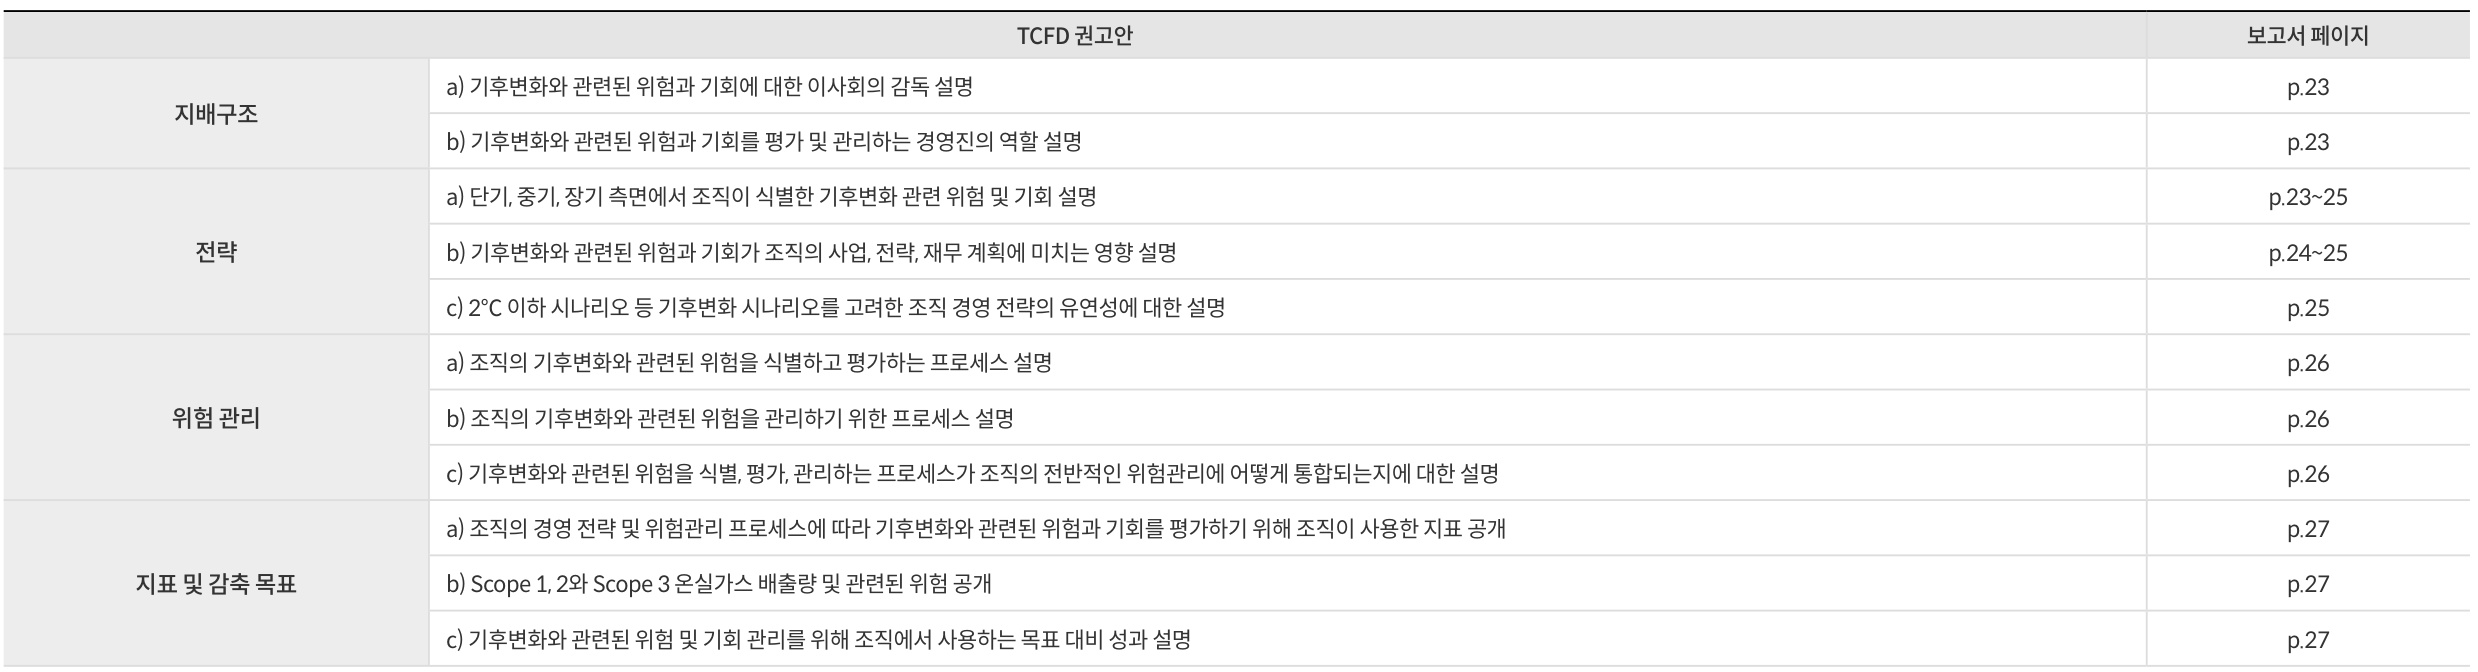 TCFD 권고안 보고서 페이지
지배구조
a) 기후변화와 관련된 위험과 기회에 대한 이사회의 감독 설명 p.23
b) 기후변화와 관련된 위험과 기회를 평가 및 관리하는 경영진의 역할 설명 p.23
전략
a) 단기, 중기, 장기 측면에서 조직이 식별한 기후변화 관련 위험 및 기회 설명 p.23~25
b) 기후변화와 관련된 위험과 기회가 조직의 사업, 전략, 재무 계획에 미치는 영향 설명 p.24~25
c) 2°C 이하 시나리오 등 기후변화 시나리오를 고려한 조직 경영 전략의 유연성에 대한 설명 p.25
위험 관리
a) 조직의 기후변화와 관련된 위험을 식별하고 평가하는 프로세스 설명 p.26
b) 조직의 기후변화와 관련된 위험을 관리하기 위한 프로세스 설명 p.26
c) 기후변화와 관련된 위험을 식별, 평가, 관리하는 프로세스가 조직의 전반적인 위험관리에 어떻게 통합되는지에 대한 설명 p.26
지표 및 감축 목표
a) 조직의 경영 전략 및 위험관리 프로세스에 따라 기후변화와 관련된 위험과 기회를 평가하기 위해 조직이 사용한 지표 공개 p.27
b) Scope 1, 2와 Scope 3 온실가스 배출량 및 관련된 위험 공개 p.27
c) 기후변화와 관련된 위험 및 기회 관리를 위해 조직에서 사용하는 목표 대비 성과 설명 p.27